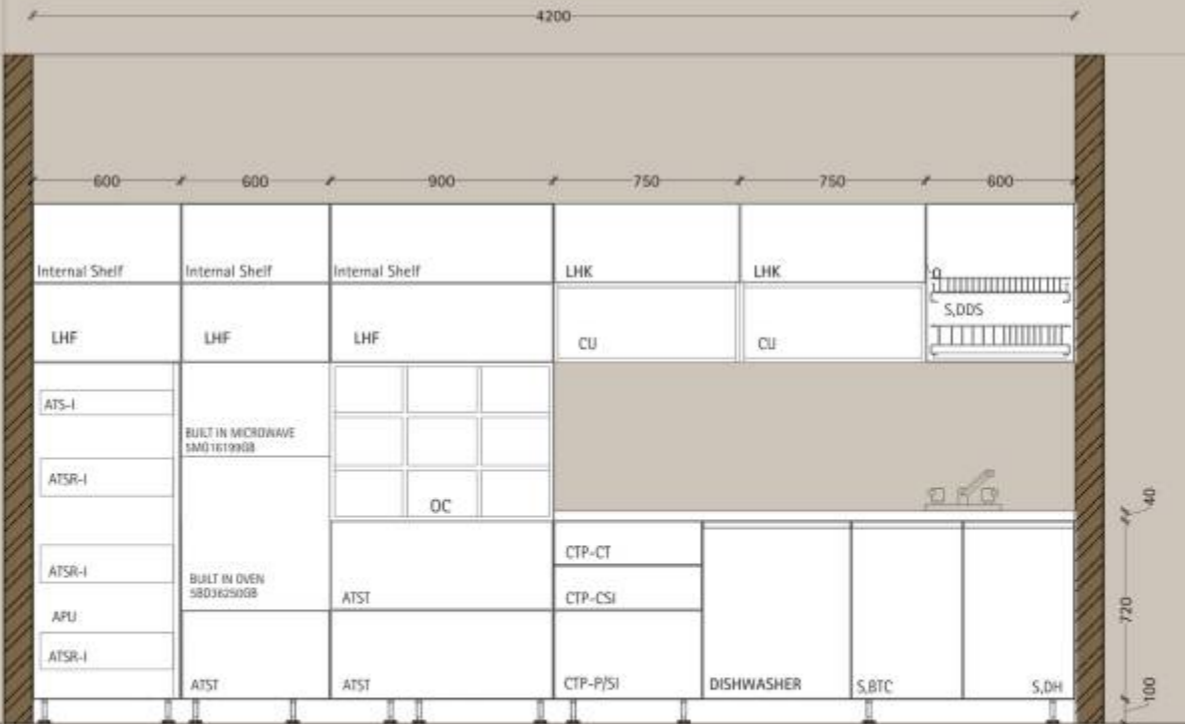 4200
600 600 900 750 750 600
Internal Shelf Internal Shelf Internal Shelf LHK LHK
S,DDS
LHF LHF LHF CU CU
ATS-I
BUILT IN MICROWAVE
ATSR-I
OC
40
CTP-CT
ATSR-I
BUILT IN OVEN
ATST CTP-CSI
APU
720
ATSR-I
ATST ATST CTP-P/SI DISHWASHER S,BTC S,DH
100